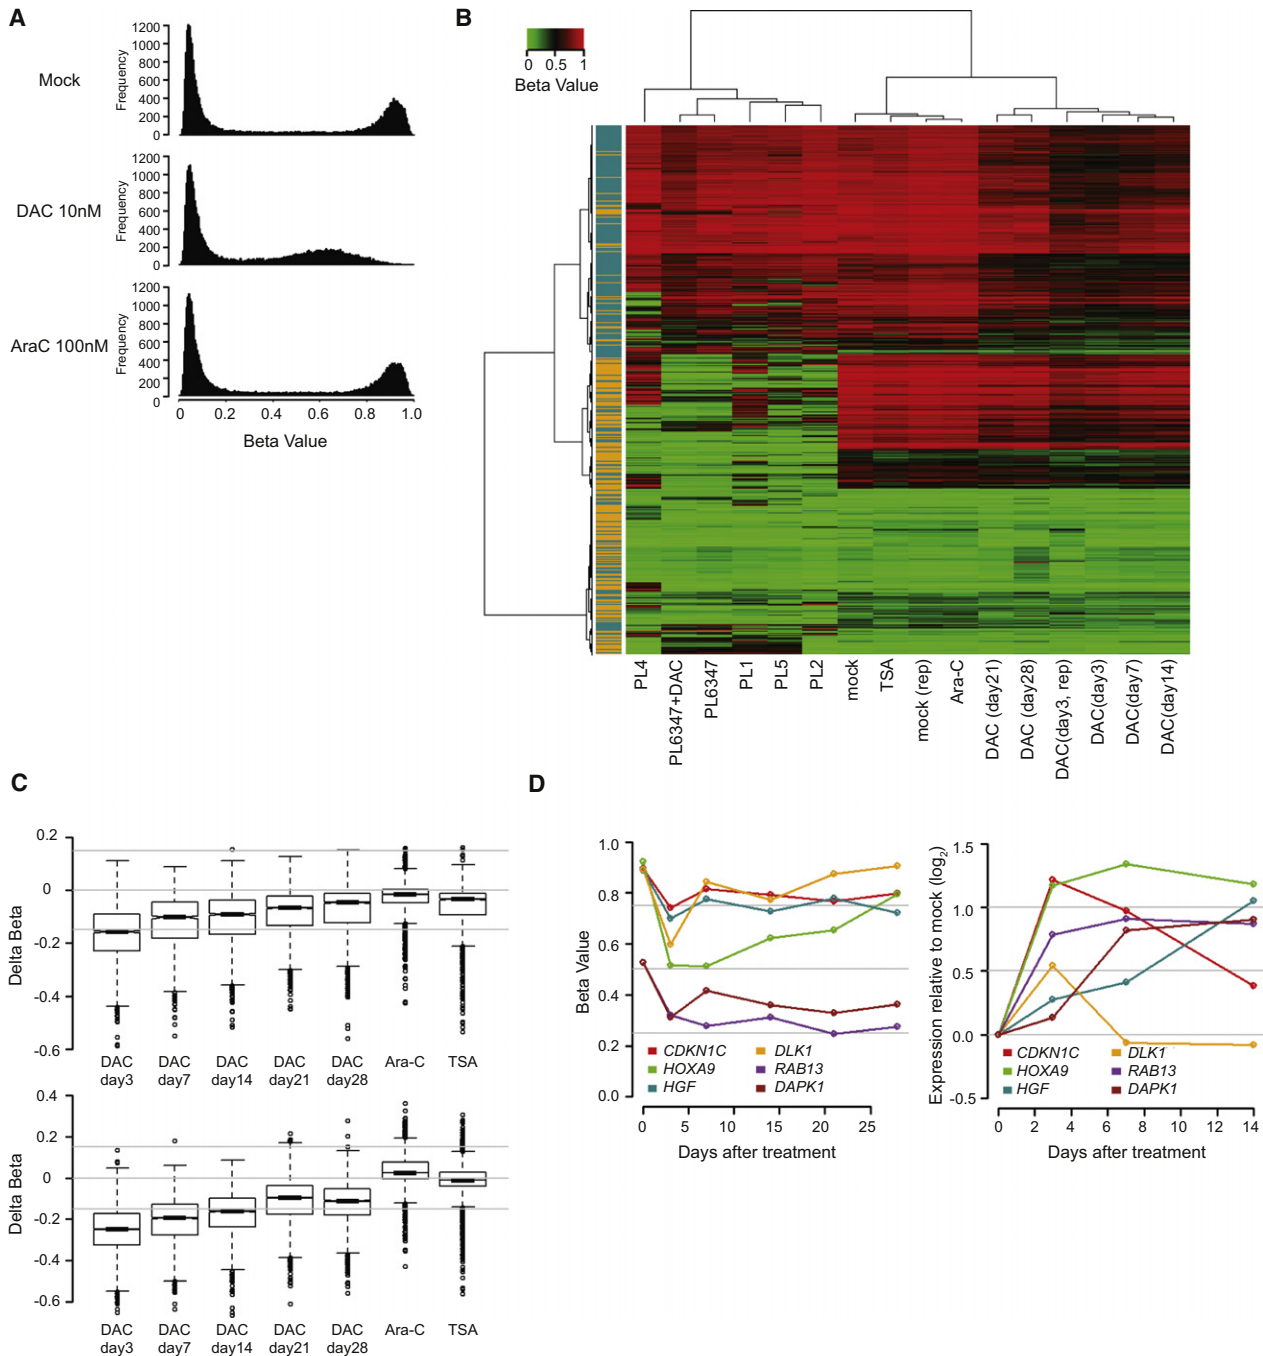 A
Mock
Frequency
1200
1000
800
600
400
200
0
DAC 10nM
Frequency
1200
1000
800
600
400
200
0
AraC 100nM
Frequency
1200
1000
800
600
400
200
0
0 0.2 0.4 0.6 0.8 1.0
Beta Value
B
0 0.5 1
Beta Value
PL4
PL6347+DAC
PL6347
PL1
PL5
PL2
mock
TSA
mock (rep)
Ara-C
DAC (day21)
DAC (day28)
DAC(day3, rep)
DAC(day3)
DAC(day7)
DAC(day14)
C
Delta Beta
0.2
0
-0.2
-0.4
-0.6
DAC day3
DAC day7
DAC day14
DAC day21
DAC day28
Ara-C
TSA
Delta Beta
0.4
0.2
0
-0.2
-0.4
-0.6
DAC day3
DAC day7
DAC day14
DAC day21
DAC day28
Ara-C
TSA
D
Beta Value
1.0
0.8
0.6
0.4
0.2
0.0
CDKN1C
HOXA9
HGF
DLK1
RAB13
DAPK1
0 5 10 15 20 25
Days after treatment
Expression relative to mock (log2)
1.5
1.0
0.5
0.0
-0.5
CDKN1C
HOXA9
HGF
DLK1
RAB13
DAPK1
0 2 4 6 8 10 12 14
Days after treatment